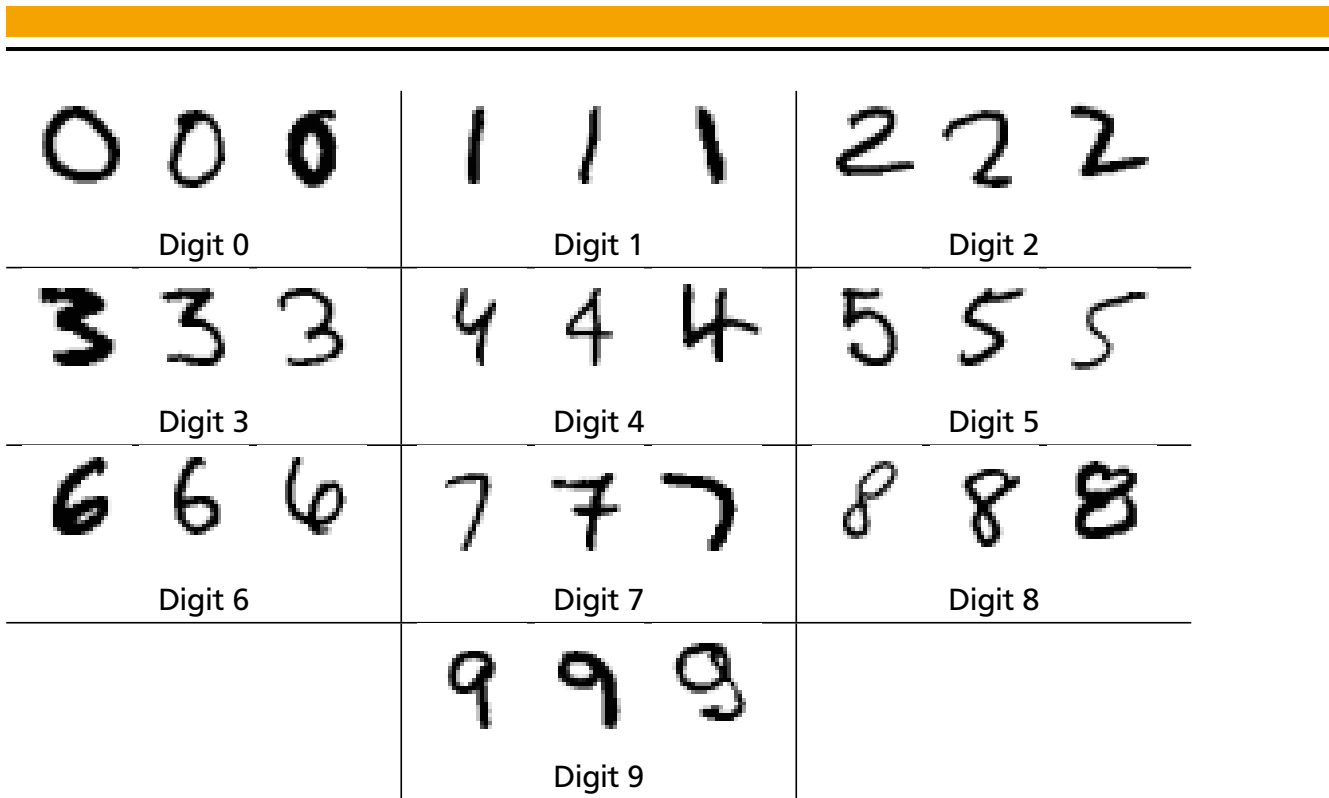 0 0 0 1 1 1 2 2 2
Digit 0 Digit 1 Digit 2
3 3 3 4 4 4 5 5 5
Digit 3 Digit 4 Digit 5
6 6 6 7 7 7 8 8 8
Digit 6 Digit 7 Digit 8
9 9 9
Digit 9